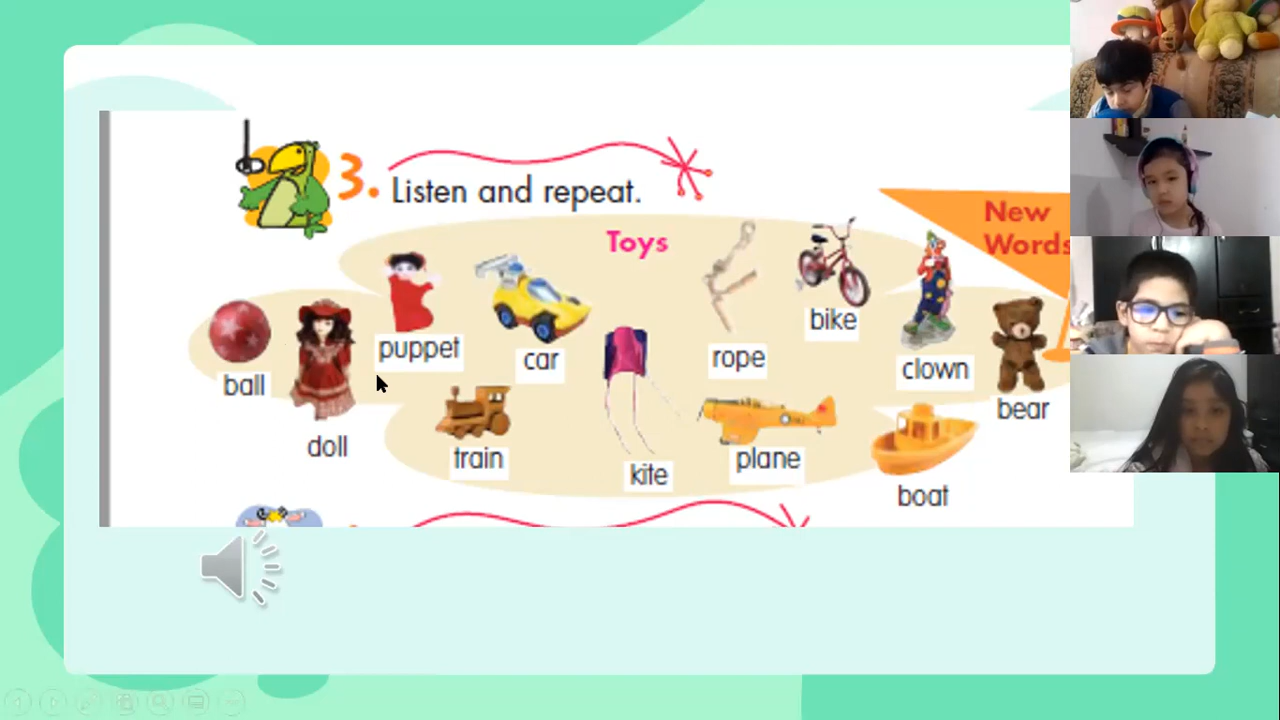 3. Listen and repeat.
New
Words
Toys
bike
puppet
car
rope
clown
ball
bear
doll
train
kite
plane
boat